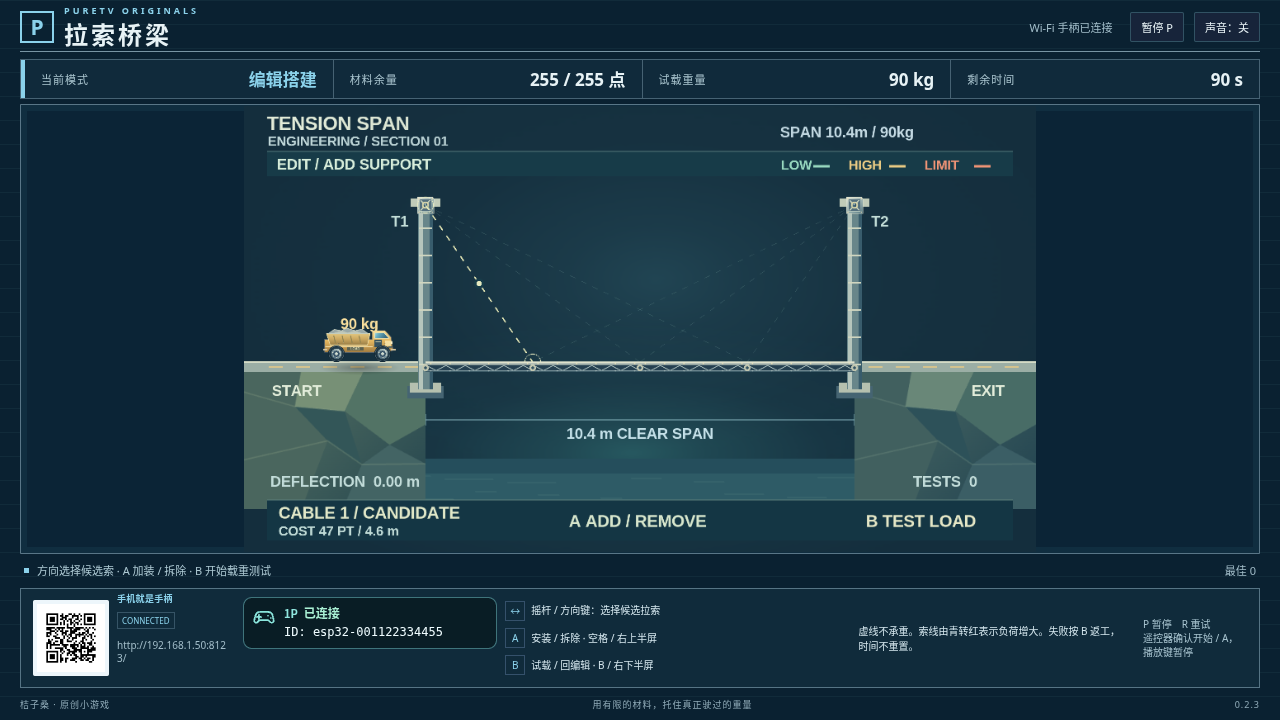 P
PURETV ORIGINALS
拉索桥梁
Wi-Fi 手柄已连接
暂停 P
声音: 关
当前模式
编辑搭建
材料余量
255 / 255 点
试载重量
90 kg
剩余时间
90 s
TENSION SPAN
ENGINEERING / SECTION 01
SPAN 10.4m / 90kg
EDIT / ADD SUPPORT
LOW
HIGH
LIMIT
T1
T2
90 kg
START
EXIT
10.4 m CLEAR SPAN
DEFLECTION 0.00 m
TESTS 0
CABLE 1 / CANDIDATE
COST 47 PT / 4.6 m
A ADD / REMOVE
B TEST LOAD
方向选择候选索 · A 加装 / 拆除 · B 开始载重测试
最佳 0
手机就是手柄
CONNECTED
http://192.168.1.50:812
3/
1P 已连接
ID: esp32-001122334455
↔ 摇杆 / 方向键: 选择候选拉索
A 安装 / 拆除 · 空格 / 右上半屏
B 试载 / 回编辑 · B / 右下半屏
虚线不承重。索线由青转红表示负荷增大。失败按 B 返工，
时间不重置。
P 暂停 R 重试
遥控器确认开始 / A，
播放键暂停
桔子桑 · 原创小游戏
用有限的材料，托住真正驶过的重量
0.2.3